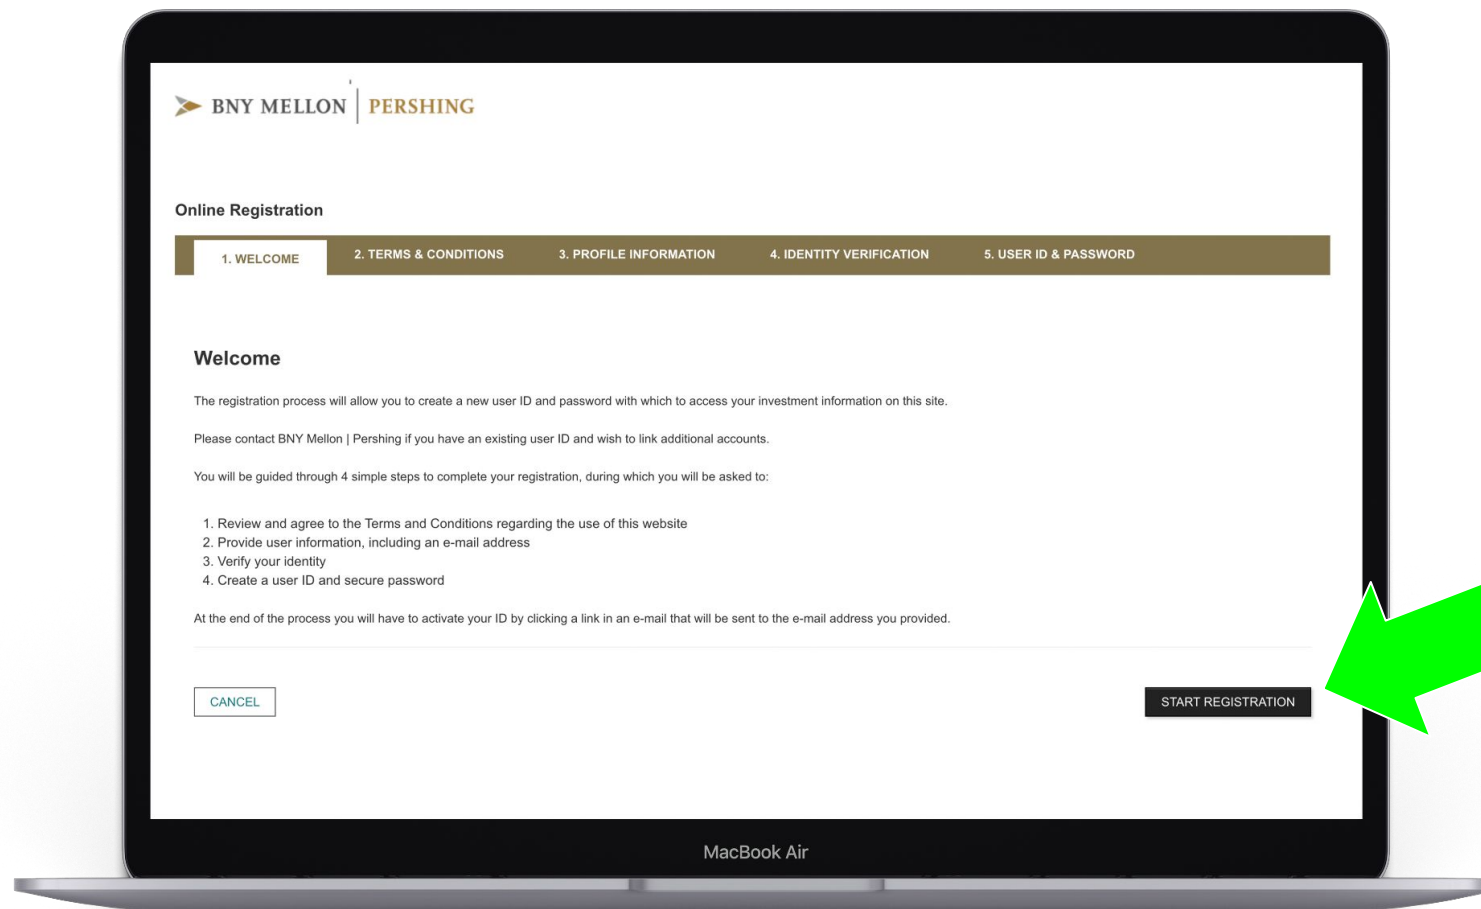 BNY MELLON | PERSHING
Online Registration
1. WELCOME 2. TERMS & CONDITIONS 3. PROFILE INFORMATION 4. IDENTITY VERIFICATION 5. USER ID & PASSWORD
Welcome
The registration process will allow you to create a new user ID and password with which to access your investment information on this site.
Please contact BNY Mellon | Pershing if you have an existing user ID and wish to link additional accounts.
You will be guided through 4 simple steps to complete your registration, during which you will be asked to:
1. Review and agree to the Terms and Conditions regarding the use of this website
2. Provide user information, including an e-mail address
3. Verify your identity
4. Create a user ID and secure password
At the end of the process you will have to activate your ID by clicking a link in an e-mail that will be sent to the e-mail address you provided.
CANCEL START REGISTRATION
MacBook Air